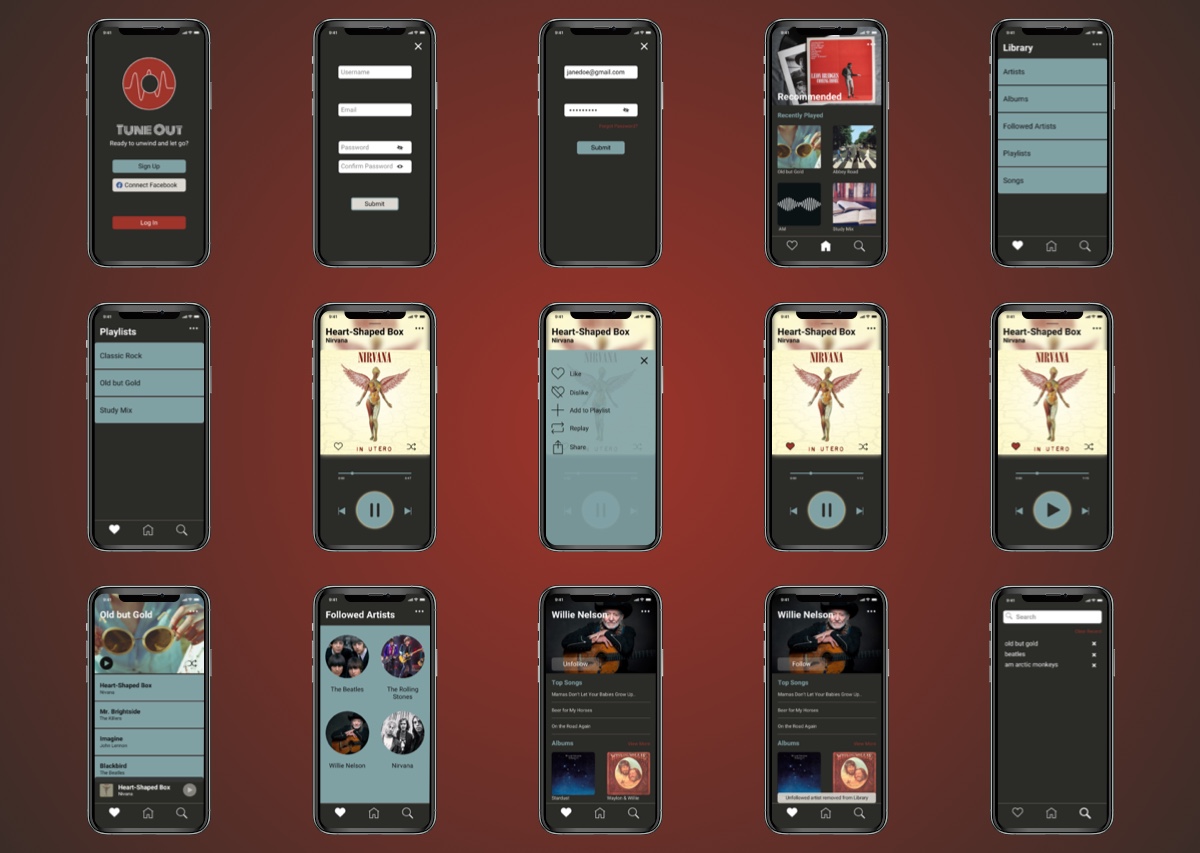 9:41
TUNEOUT
Ready to unwind and let go?
Sign Up
Connect Facebook
Log In
9:41
Username
Email
Password
Confirm Password
Submit
9:41
janedoe@gmail.com
Forgot Password?
Submit
9:41
LEON BRIDGES
COMING HOME
Recommended
Recently Played
Old but Gold
Abbey Road
AM
Study Mix
9:41
Library
Artists
Albums
Followed Artists
Playlists
Songs
9:41
Playlists
Classic Rock
Old but Gold
Study Mix
9:41
Heart-Shaped Box
Nirvana
NIRVANA
IN UTERO
9:41
Heart-Shaped Box
Nirvana
NIRVANA
Like
Dislike
Add to Playlist
Replay
Share
9:41
Heart-Shaped Box
Nirvana
NIRVANA
IN UTERO
9:41
Heart-Shaped Box
Nirvana
NIRVANA
IN UTERO
9:41
Old but Gold
Heart-Shaped Box
Nirvana
Mr. Brightside
The Killers
Imagine
John Lennon
Blackbird
The Beatles
Heart-Shaped Box
Nirvana
9:41
Followed Artists
The Beatles
The Rolling
Stones
Willie Nelson
Nirvana
9:41
Willie Nelson
Unfollow
Top Songs
Mamas Don't Let Your Babies Grow Up..
Beer for My Horses
On the Road Again
Albums
View More
Stardust
Waylon & Willie
9:41
Willie Nelson
Follow
Top Songs
Mamas Don't Let Your Babies Grow Up..
Beer for My Horses
On the Road Again
Albums
View More
Unfollowed artist removed from Library
9:41
Search
old but gold
beatles
am arctic monkeys